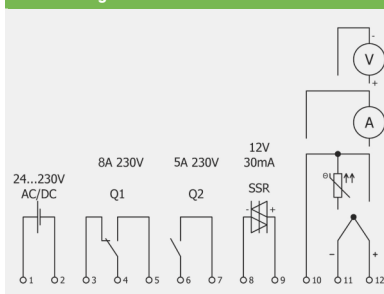 24...230V
AC/DC
8A 230V
Q1
5A 230V
Q2
12V
30mA
SSR
+
-
V
+
A
θ
-
+
1 2 3 4 5 6 7 8 9 10 11 12